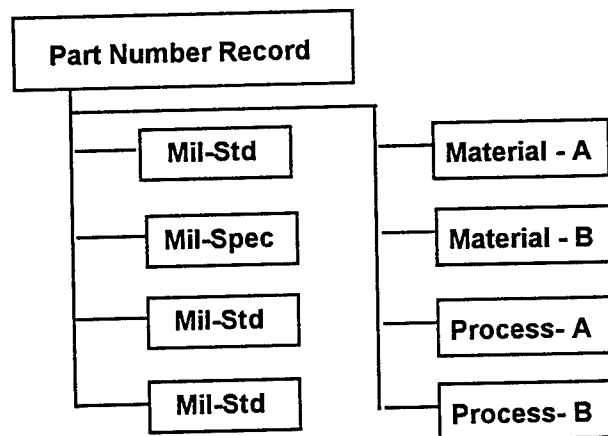 Part Number Record
Mil-Std
Mil-Spec
Mil-Std
Mil-Std
Material - A
Material - B
Process- A
Process- B